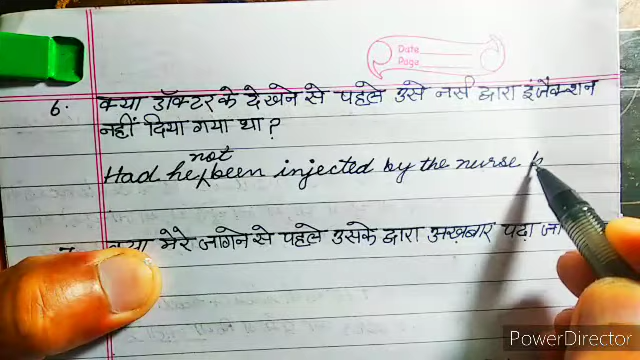 Date
Page
6. क्या डॉक्टर के देखने से पहले उसे नर्स द्वारा इंजेक्शन
नहीं दिया गया था ?
not
Had he, been injected by the nurse
मेरे जागने से पहले उसके द्वारा अख़बार पढ़ा
PowerDirector